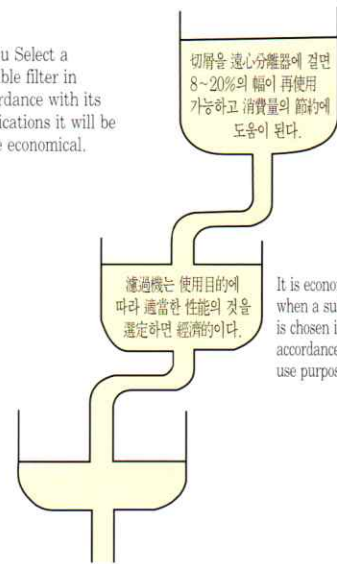 u Select a
ble filter in
rdance with its
ications it will be
e economical.
切屑을 遠心分離器에 걸면
8~20%의 幅이 再使用
가능하고 消費量의 節約에
도움이 된다.
濾過機는 使用目的에
따라 適當한 性能의 것을
選定하면 經濟的이다.
It is econo
when a su
is chosen i
accordance
use purpos